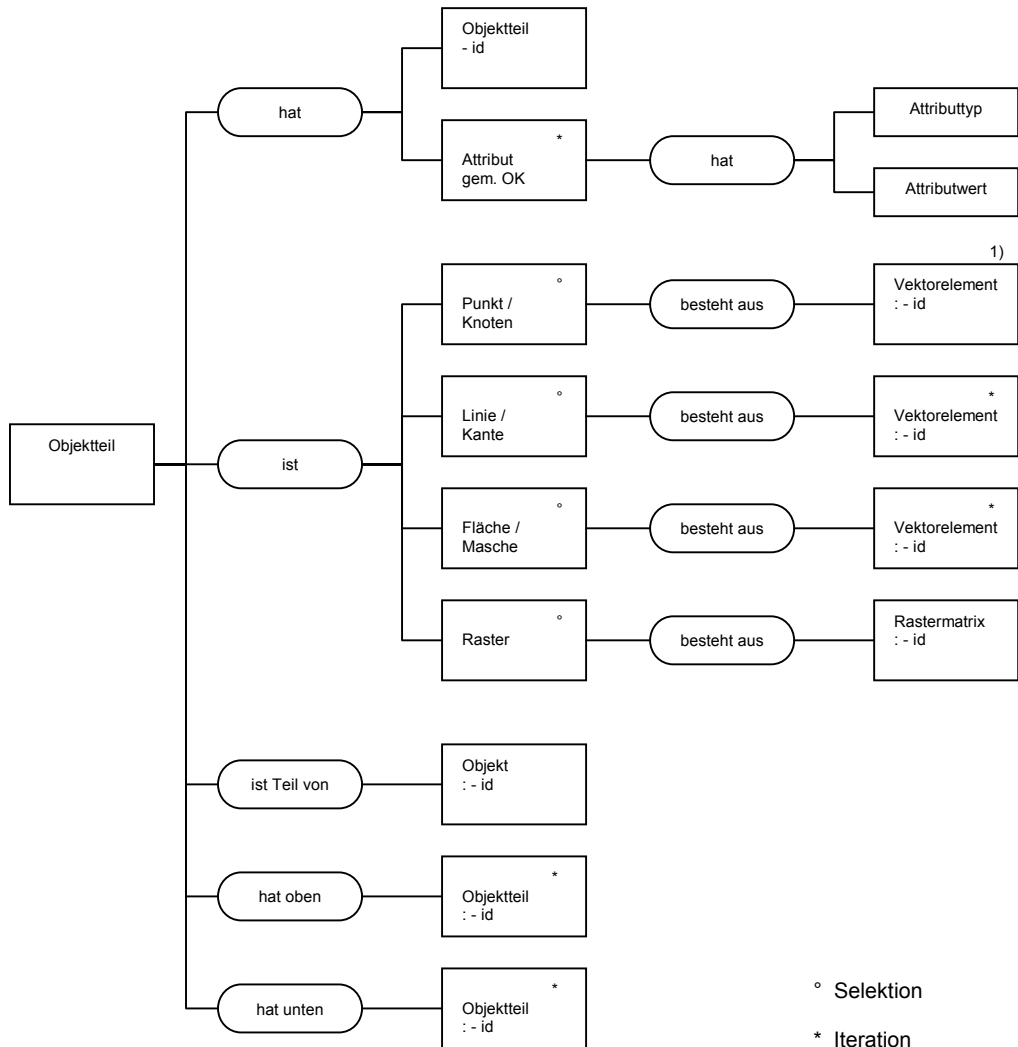 Objektteil
- id
hat
Attributtyp
*
Attribut
gem. OK
hat
Attributwert
1)
°
Punkt /
Knoten
besteht aus
Vektorelement
: - id
°
Linie /
Kante
besteht aus
*
Vektorelement
: - id
Objektteil
ist
°
Fläche /
Masche
besteht aus
*
Vektorelement
: - id
°
Raster
besteht aus
Rastermatrix
: - id
ist Teil von
Objekt
: - id
hat oben
*
Objektteil
: - id
hat unten
*
Objektteil
: - id
° Selektion
* Iteration